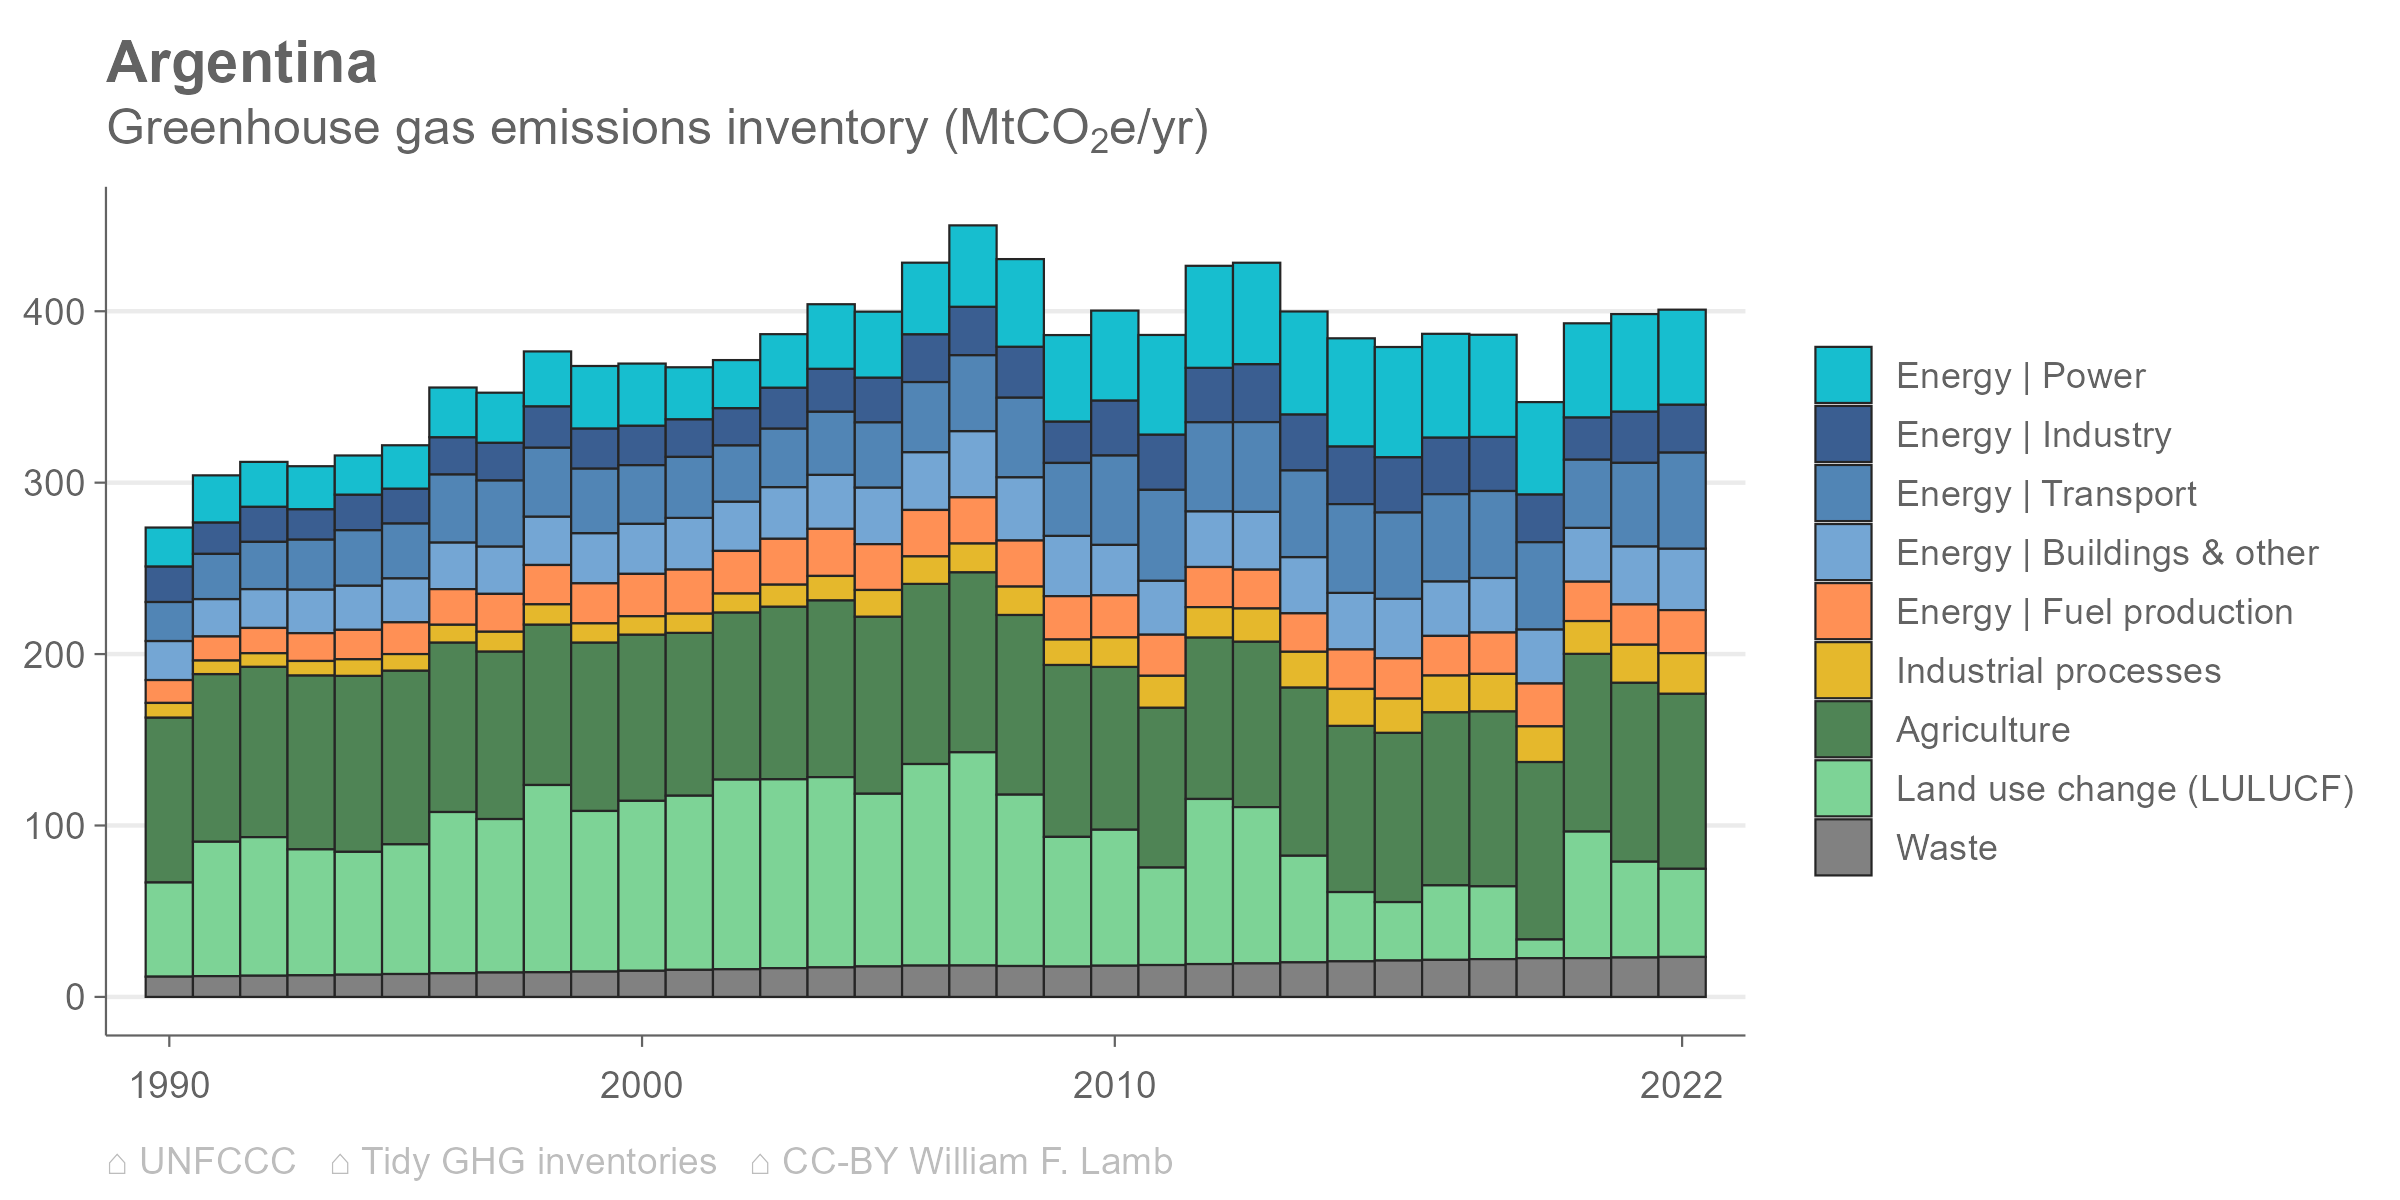 Argentina
Greenhouse gas emissions inventory (MtCO₂e/yr)
400
300
200
100
0
1990
2000
2010
2022
Energy | Power
Energy | Industry
Energy | Transport
Energy | Buildings & other
Energy | Fuel production
Industrial processes
Agriculture
Land use change (LULUCF)
Waste
⌂ UNFCCC ⌂ Tidy GHG inventories ⌂ CC-BY William F. Lamb